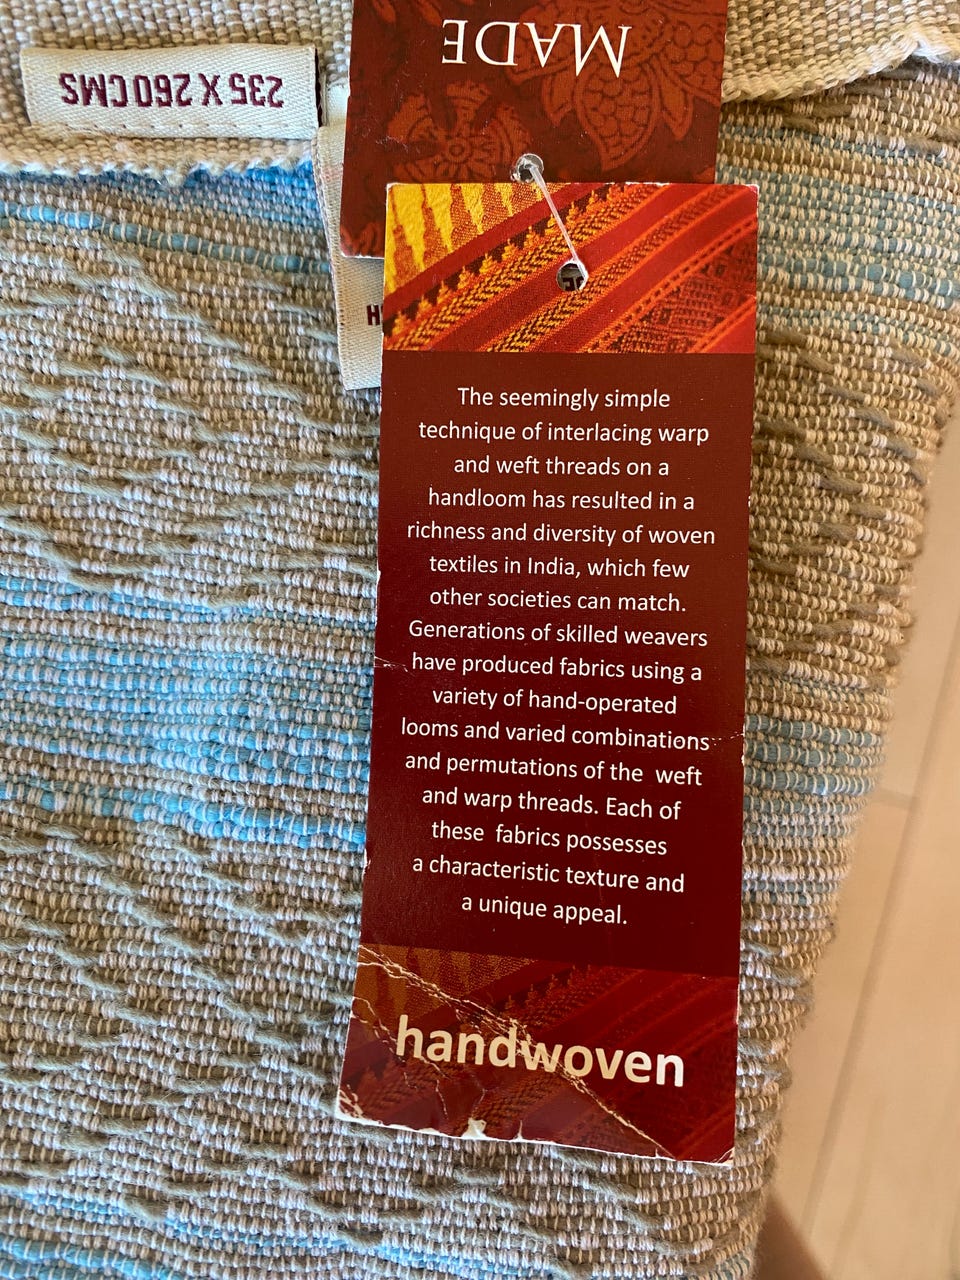 MADE
235 X 260 CMS
H
The seemingly simple
technique of interlacing warp
and weft threads on a
handloom has resulted in a
richness and diversity of woven
textiles in India, which few
other societies can match.
Generations of skilled weavers
have produced fabrics using a
variety of hand-operated
looms and varied combinations
and permutations of the weft
and warp threads. Each of
these fabrics possesses
a characteristic texture and
a unique appeal.
handwoven